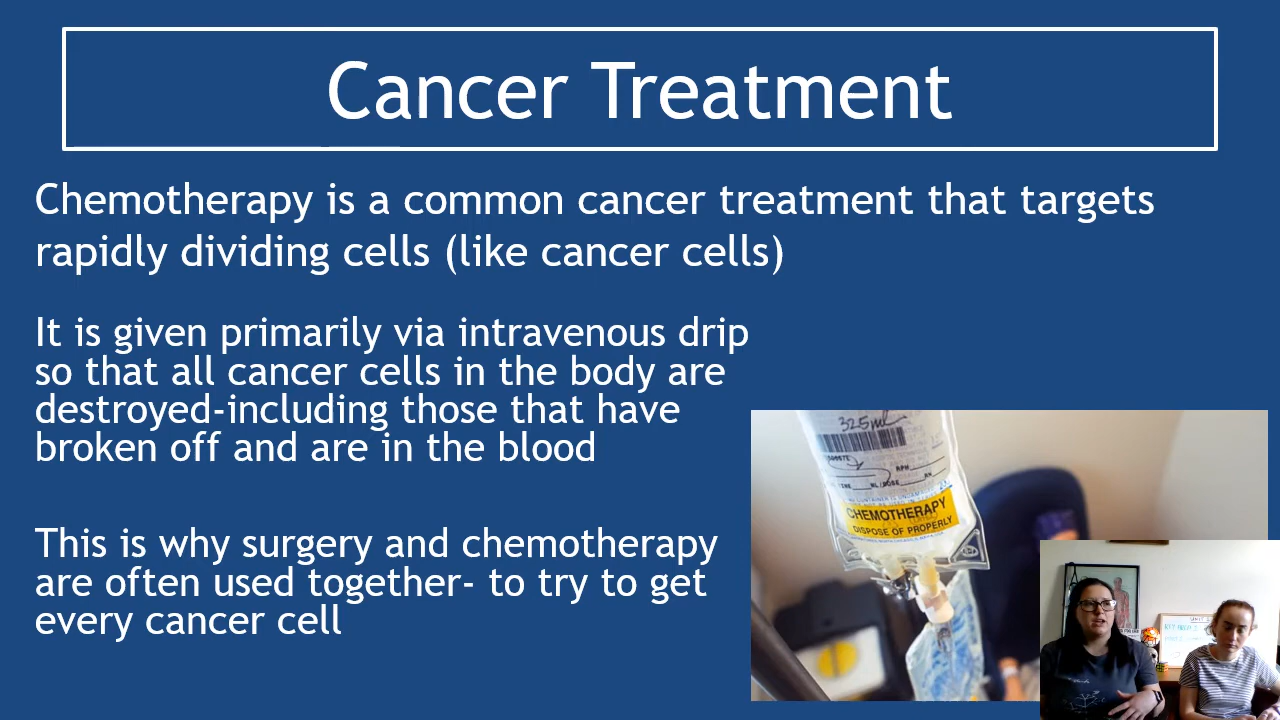 Cancer Treatment
Chemotherapy is a common cancer treatment that targets
rapidly dividing cells (like cancer cells)
It is given primarily via intravenous drip
so that all cancer cells in the body are
destroyed-including those that have
broken off and are in the blood
This is why surgery and chemotherapy
are often used together- to try to get
every cancer cell
325ml
RPH
CHEMOTHERAPY
DISPOSE OF PROPERLY